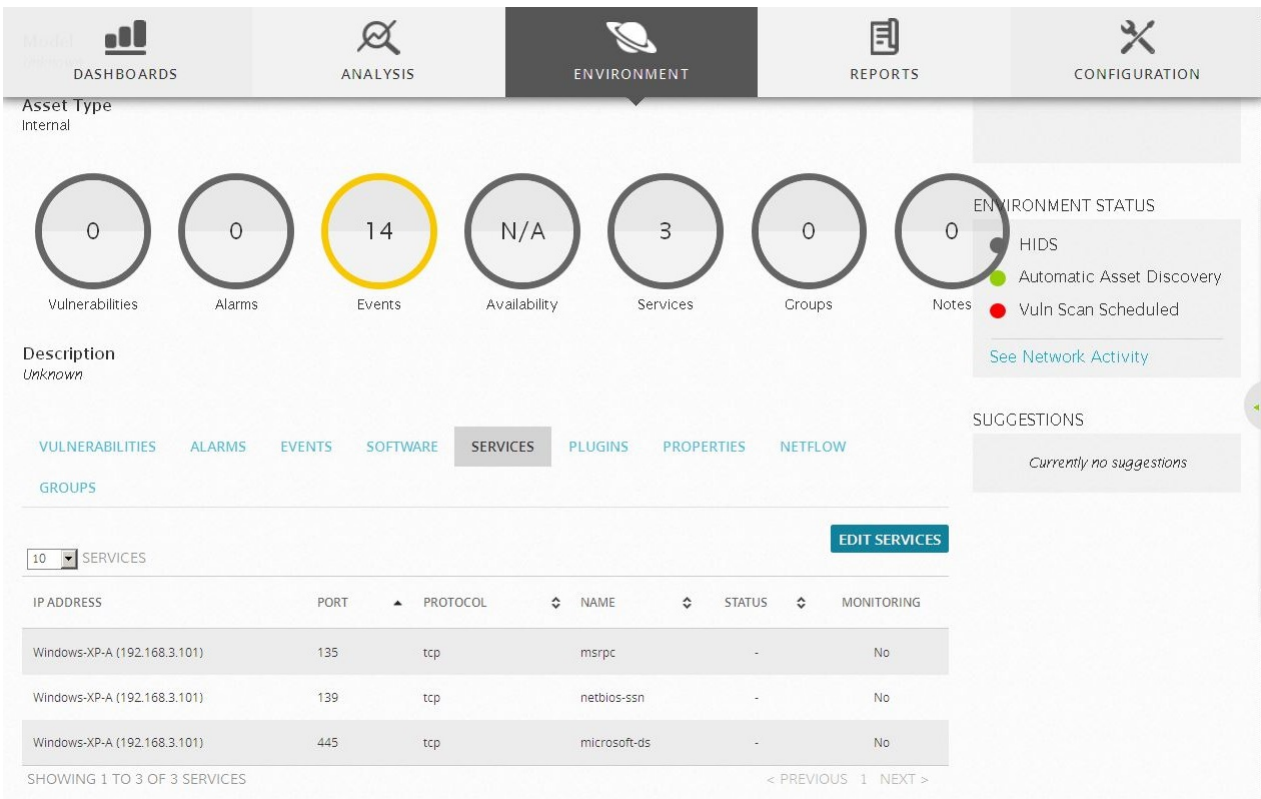 Model
DASHBOARDS ANALYSIS ENVIRONMENT REPORTS CONFIGURATION
Asset Type
Internal
0 0 14 N/A 3 0 0
Vulnerabilities Alarms Events Availability Services Groups Notes
ENVIRONMENT STATUS
HIDS
Automatic Asset Discovery
Vuln Scan Scheduled
See Network Activity
Description
Unknown
SUGGESTIONS
Currently no suggestions
VULNERABILITIES ALARMS EVENTS SOFTWARE SERVICES PLUGINS PROPERTIES NETFLOW
GROUPS
EDIT SERVICES
10 SERVICES
IP ADDRESS PORT PROTOCOL NAME STATUS MONITORING
Windows-XP-A (192.168.3.101) 135 tcp msrpc - No
Windows-XP-A (192.168.3.101) 139 tcp netbios-ssn - No
Windows-XP-A (192.168.3.101) 445 tcp microsoft-ds - No
SHOWING 1 TO 3 OF 3 SERVICES
< PREVIOUS 1 NEXT >